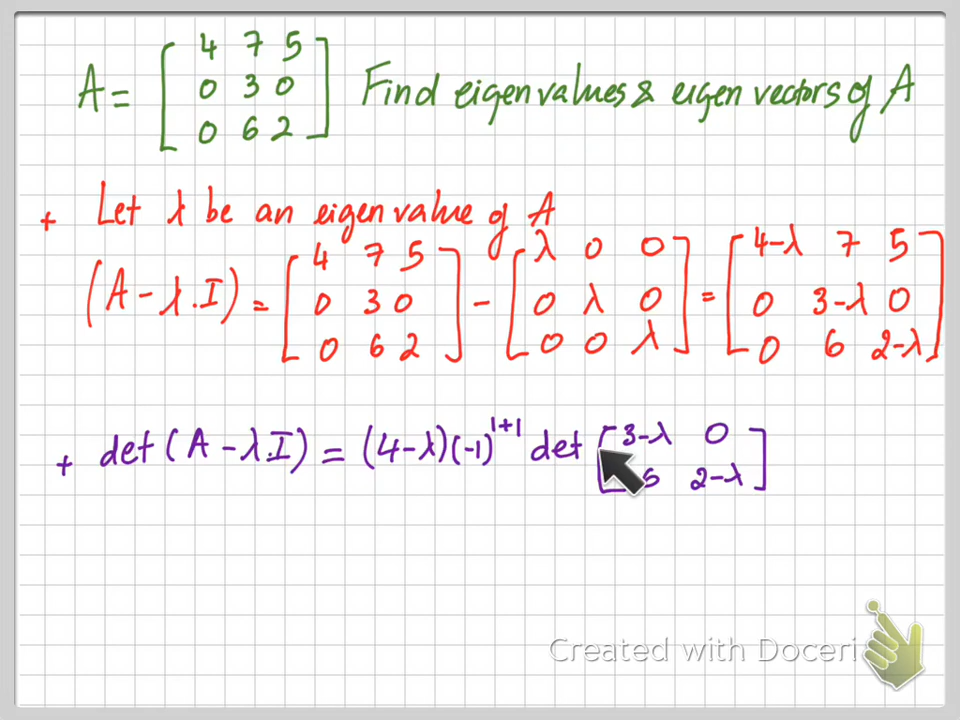 A = [ 4 7 5 Find eigenvalues & eigen vectors of A
0 3 0
0 6 2 ]
+ Let λ be an eigenvalue of A
(A - λ.I) = [ 4 7 5 ; 0 3 0 ; 0 6 2 ] - [ λ 0 0 ; 0 λ 0 ; 0 0 λ ] = [ 4-λ 7 5 ; 0 3-λ 0 ; 0 6 2-λ ]
+ det (A - λ.I) = (4-λ)(-1)^{1+1} det [ 3-λ 0 ; 2-λ ]
Created with Doceri